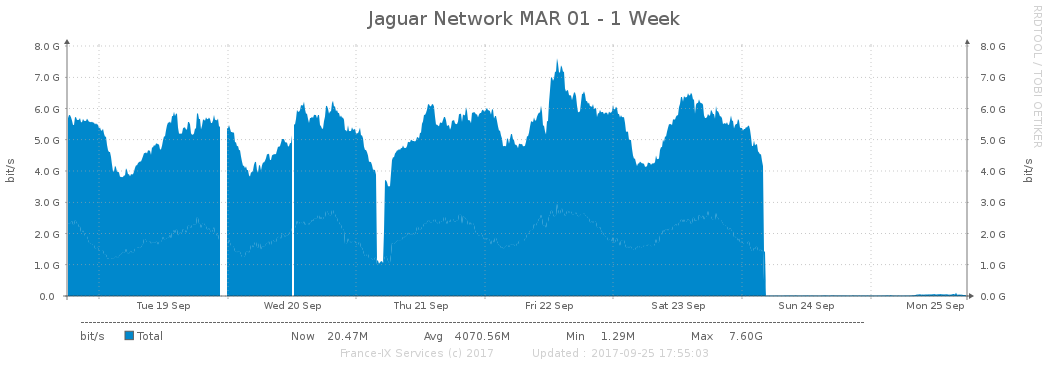 Jaguar Network MAR 01 - 1 Week
RRDTOOL / TOBI OETIKER
bit/s
bit/s
8.0 G 8.0 G
7.0 G 7.0 G
6.0 G 6.0 G
5.0 G 5.0 G
4.0 G 4.0 G
3.0 G 3.0 G
2.0 G 2.0 G
1.0 G 1.0 G
0.0 0.0 G
Tue 19 Sep Wed 20 Sep Thu 21 Sep Fri 22 Sep Sat 23 Sep Sun 24 Sep Mon 25 Sep
bit/s Total Now 20.47M Avg 4070.56M Min 1.29M Max 7.60G
France-IX Services (c) 2017 Updated : 2017-09-25 17:55:03